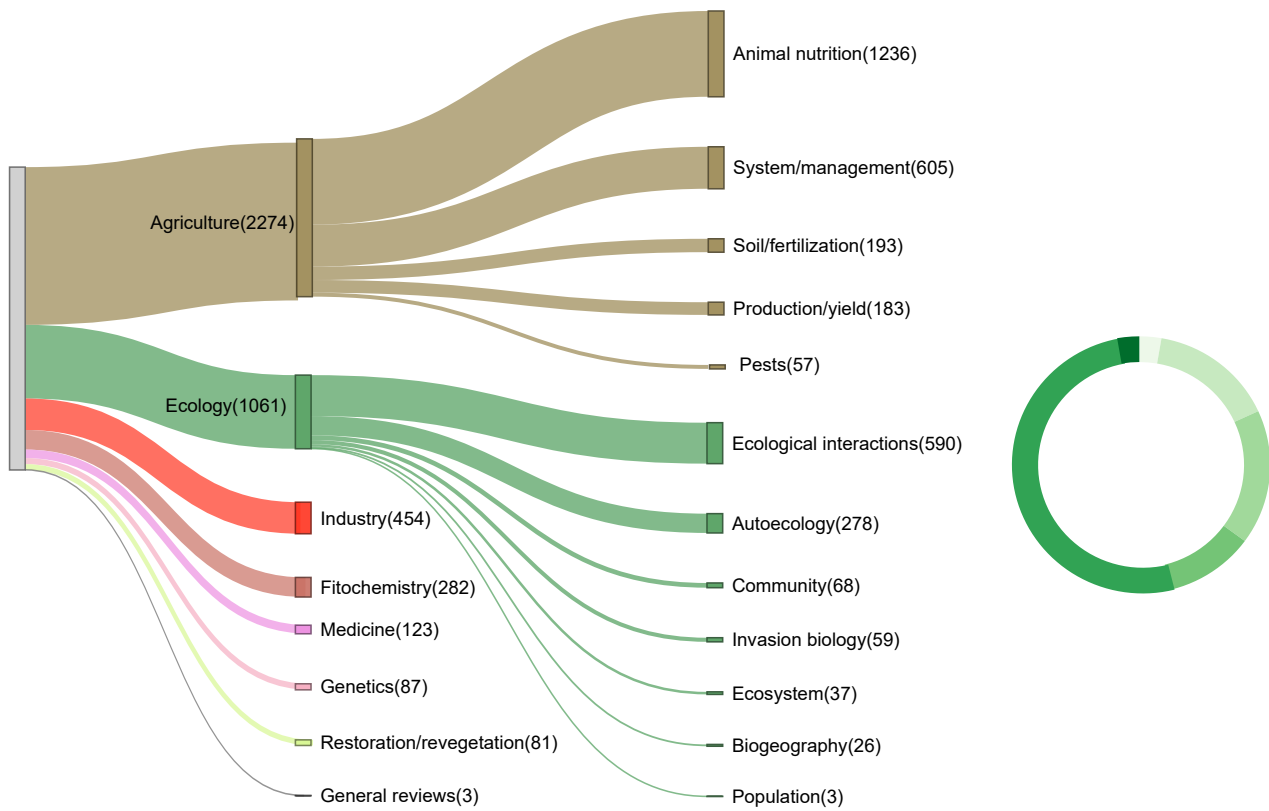 Agriculture(2274)
Ecology(1061)
Industry(454)
Fitochemistry(282)
Medicine(123)
Genetics(87)
Restoration/revegetation(81)
General reviews(3)
Animal nutrition(1236)
System/management(605)
Soil/fertilization(193)
Production/yield(183)
Pests(57)
Ecological interactions(590)
Autoecology(278)
Community(68)
Invasion biology(59)
Ecosystem(37)
Biogeography(26)
Population(3)